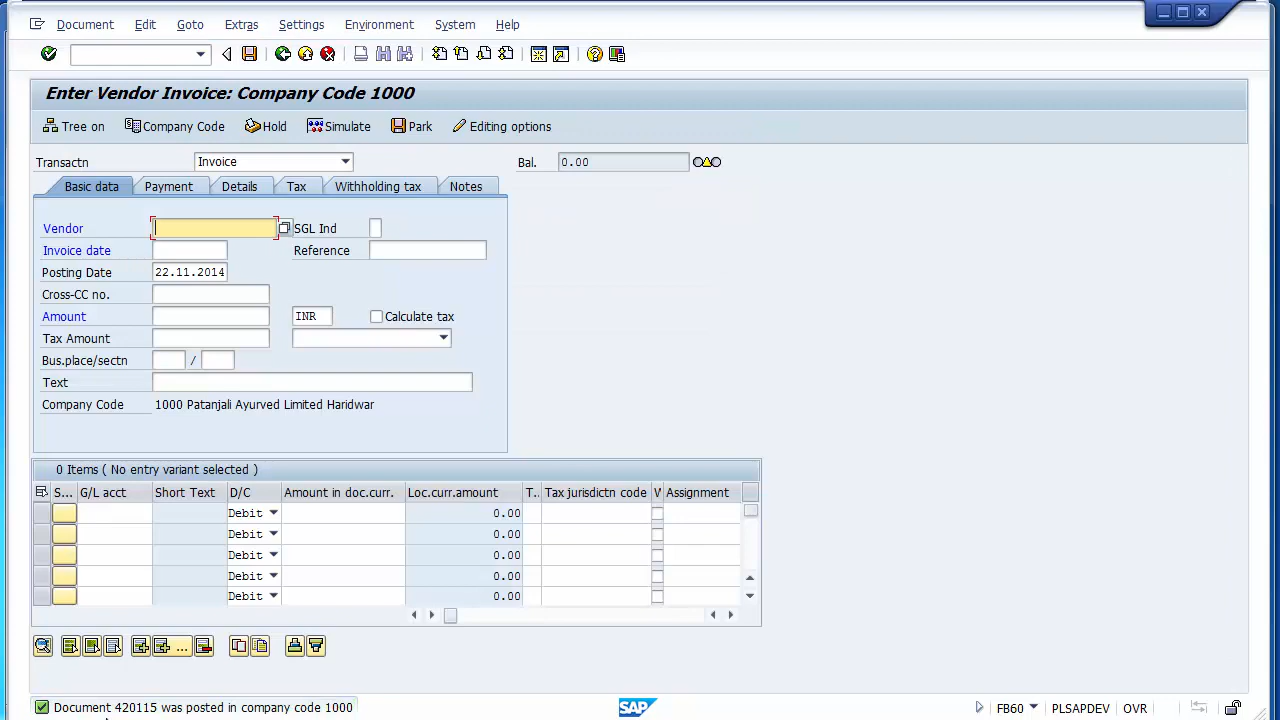 Document Edit Goto Extras Settings Environment System Help
Enter Vendor Invoice: Company Code 1000
Tree on Company Code Hold Simulate Park Editing options
Transactn Invoice Bal. 0.00
Basic data Payment Details Tax Withholding tax Notes
Vendor SGL Ind
Invoice date Reference
Posting Date 22.11.2014
Cross-CC no.
Amount INR Calculate tax
Tax Amount
Bus.place/sectn /
Text
Company Code 1000 Patanjali Ayurved Limited Haridwar
0 Items ( No entry variant selected )
S... G/L acct Short Text D/C Amount in doc.curr. Loc.curr.amount T.. Tax jurisdictn code V Assignment
Debit 0.00
Debit 0.00
Debit 0.00
Debit 0.00
Debit 0.00
...
Document 420115 was posted in company code 1000 SAP FB60 PLSAPDEV OVR